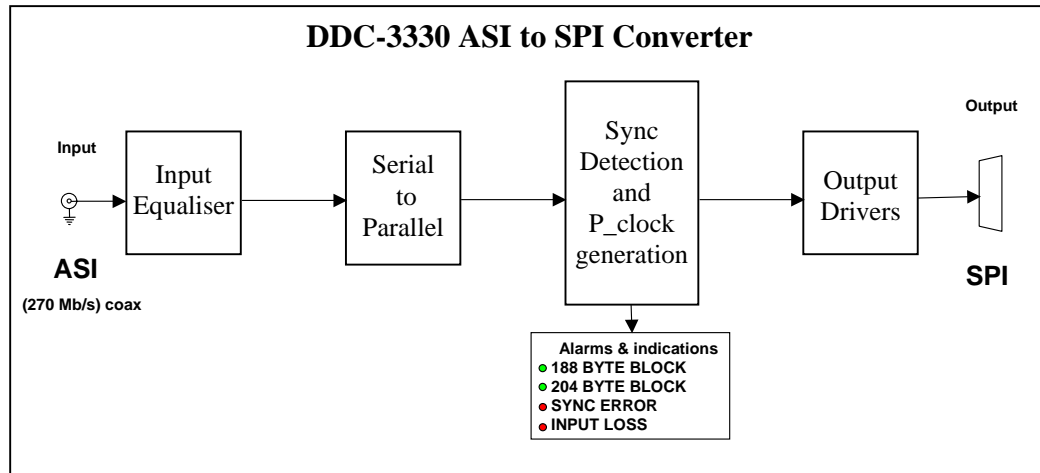 DDC-3330 ASI to SPI Converter
Input
ASI
(270 Mb/s) coax
Input
Equaliser
Serial
to
Parallel
Sync
Detection
and
P_clock
generation
Output
Drivers
Output
SPI
Alarms & indications
188 BYTE BLOCK
204 BYTE BLOCK
SYNC ERROR
INPUT LOSS